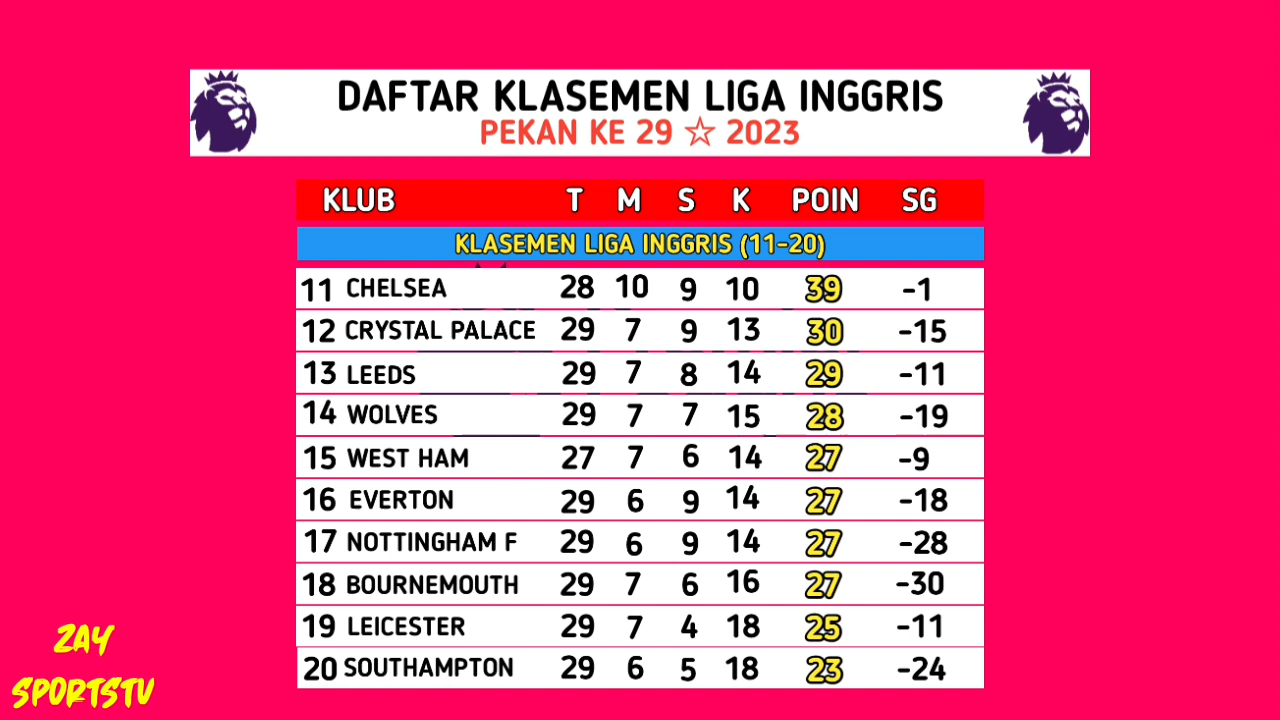 DAFTAR KLASEMEN LIGA INGGRIS
PEKAN KE 29 ☆ 2023
KLUB T M S K POIN SG
KLASEMEN LIGA INGGRIS (11-20)
11 CHELSEA 28 10 9 10 39 -1
12 CRYSTAL PALACE 29 7 9 13 30 -15
13 LEEDS 29 7 8 14 29 -11
14 WOLVES 29 7 7 15 28 -19
15 WEST HAM 27 7 6 14 27 -9
16 EVERTON 29 6 9 14 27 -18
17 NOTTINGHAM F 29 6 9 14 27 -28
18 BOURNEMOUTH 29 7 6 16 27 -30
19 LEICESTER 29 7 4 18 25 -11
20 SOUTHAMPTON 29 6 5 18 23 -24
ZAY
SPORTSTV